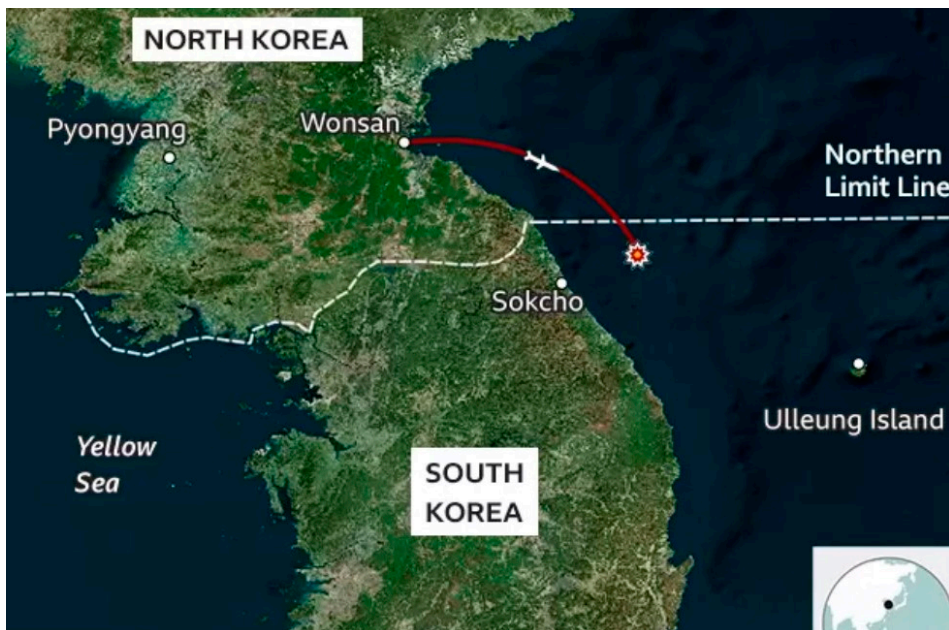 NORTH KOREA
Pyongyang
Wonsan
Northern
Limit Line
Sokcho
Ulleung Island
Yellow
Sea
SOUTH
KOREA